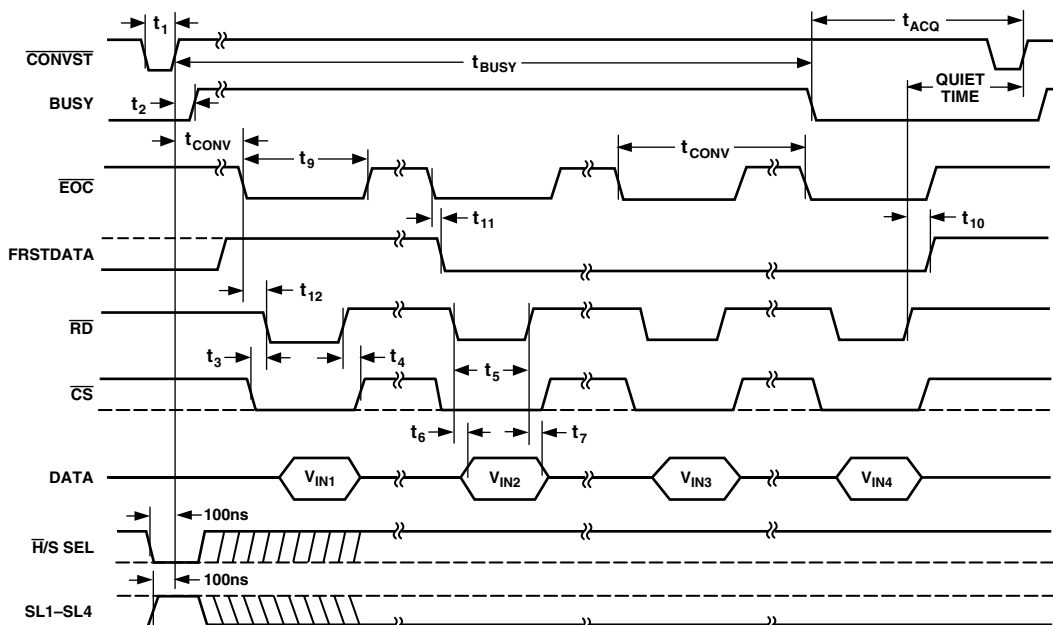 t1
tACQ
CONVST
tBUSY
QUIET
TIME
BUSY
t2
tCONV
t9
tCONV
EOC
t11
t10
FRSTDATA
t12
RD
t3
t4
t5
CS
t6
t7
DATA
VIN1
VIN2
VIN3
VIN4
100ns
H/S SEL
100ns
SL1–SL4